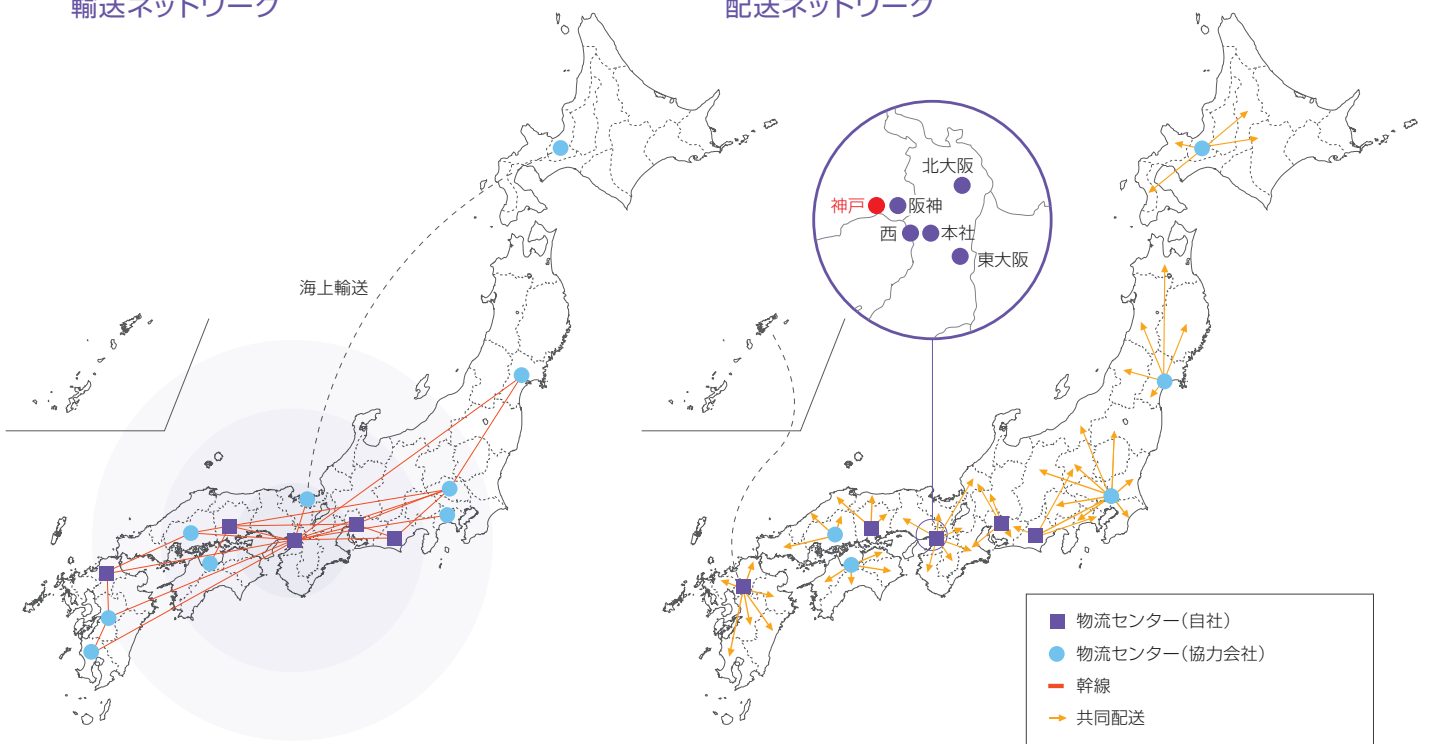 輸送ネットワーク
配送ネットワーク
海上輸送
北大阪
神戸
阪神
西
本社
東大阪
物流センター（自社）
物流センター（協力会社）
幹線
共同配送